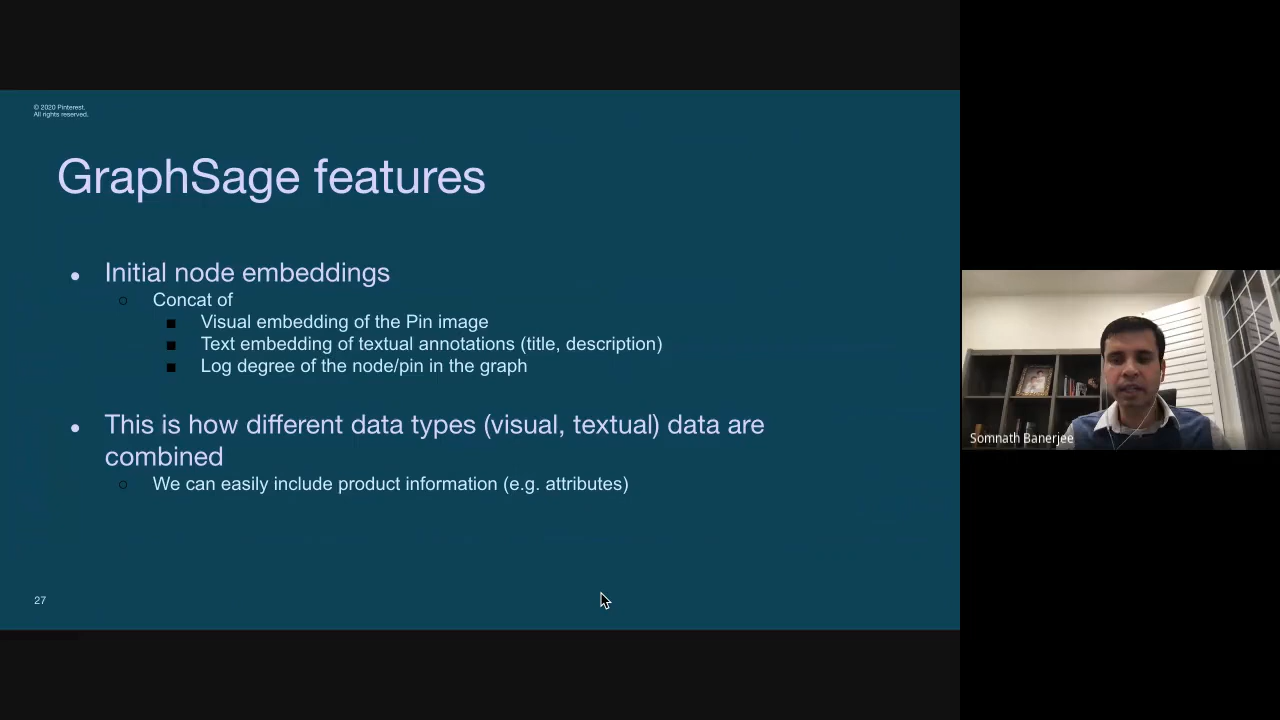 © 2020 Pinterest.
All rights reserved.
GraphSage features
● Initial node embeddings
○ Concat of
■ Visual embedding of the Pin image
■ Text embedding of textual annotations (title, description)
■ Log degree of the node/pin in the graph
● This is how different data types (visual, textual) data are
combined
○ We can easily include product information (e.g. attributes)
27
Somnath Banerjee